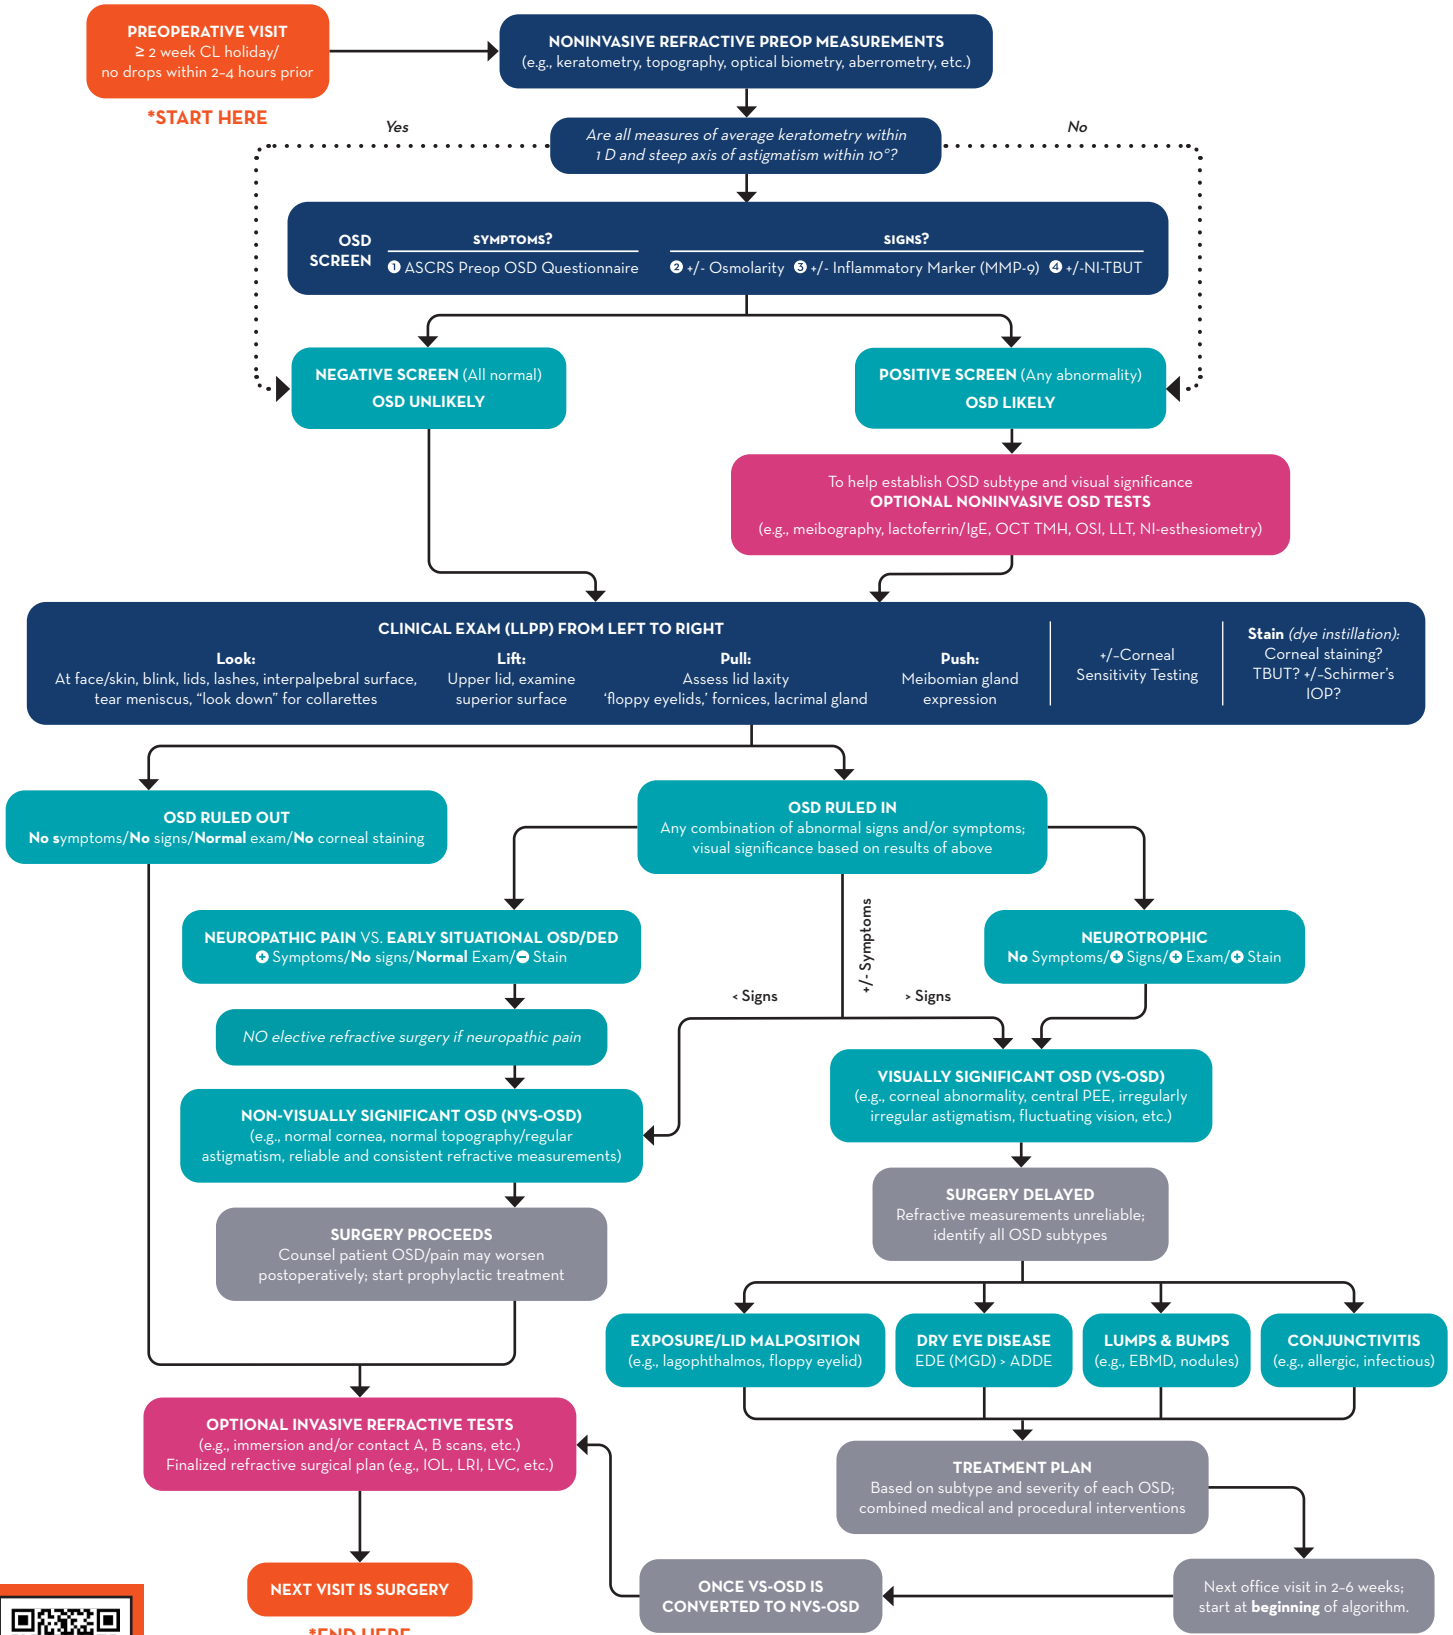 PREOPERATIVE VISIT
≥ 2 week CL holiday/
no drops within 2–4 hours prior
*START HERE
NONINVASIVE REFRACTIVE PREOP MEASUREMENTS
(e.g., keratometry, topography, optical biometry, aberrometry, etc.)
Yes
Are all measures of average keratometry within
1 D and steep axis of astigmatism within 10°?
No
OSD
SCREEN
SYMPTOMS?
1 ASCRS Preop OSD Questionnaire
SIGNS?
2 +/- Osmolarity 3 +/- Inflammatory Marker (MMP-9) 4 +/-NI-TBUT
NEGATIVE SCREEN (All normal)
OSD UNLIKELY
POSITIVE SCREEN (Any abnormality)
OSD LIKELY
To help establish OSD subtype and visual significance
OPTIONAL NONINVASIVE OSD TESTS
(e.g., meibography, lactoferrin/IgE, OCT TMH, OSI, LLT, NI-esthesiometry)
CLINICAL EXAM (LLPP) FROM LEFT TO RIGHT
Look:
At face/skin, blink, lids, lashes, interpalpebral surface,
tear meniscus, “look down” for collarettes
Lift:
Upper lid, examine
superior surface
Pull:
Assess lid laxity
‘floppy eyelids,’ fornices, lacrimal gland
Push:
Meibomian gland
expression
+/–Corneal
Sensitivity Testing
Stain (dye instillation):
Corneal staining?
TBUT? +/–Schirmer’s
IOP?
OSD RULED OUT
No symptoms/No signs/Normal exam/No corneal staining
OSD RULED IN
Any combination of abnormal signs and/or symptoms;
visual significance based on results of above
NEUROPATHIC PAIN VS. EARLY SITUATIONAL OSD/DED
+ Symptoms/No signs/Normal Exam/– Stain
+/- Symptoms
NEUROTROPHIC
No Symptoms/+ Signs/+ Exam/+ Stain
< Signs
> Signs
NO elective refractive surgery if neuropathic pain
NON-VISUALLY SIGNIFICANT OSD (NVS-OSD)
(e.g., normal cornea, normal topography/regular
astigmatism, reliable and consistent refractive measurements)
VISUALLY SIGNIFICANT OSD (VS-OSD)
(e.g., corneal abnormality, central PEE, irregularly
irregular astigmatism, fluctuating vision, etc.)
SURGERY PROCEEDS
Counsel patient OSD/pain may worsen
postoperatively; start prophylactic treatment
SURGERY DELAYED
Refractive measurements unreliable;
identify all OSD subtypes
EXPOSURE/LID MALPOSITION
(e.g., lagophthalmos, floppy eyelid)
DRY EYE DISEASE
EDE (MGD) > ADDE
LUMPS & BUMPS
(e.g., EBMD, nodules)
CONJUNCTIVITIS
(e.g., allergic, infectious)
OPTIONAL INVASIVE REFRACTIVE TESTS
(e.g., immersion and/or contact A, B scans, etc.)
Finalized refractive surgical plan (e.g., IOL, LRI, LVC, etc.)
TREATMENT PLAN
Based on subtype and severity of each OSD;
combined medical and procedural interventions
NEXT VISIT IS SURGERY
*END HERE
ONCE VS-OSD IS
CONVERTED TO NVS-OSD
Next office visit in 2–6 weeks;
start at beginning of algorithm.